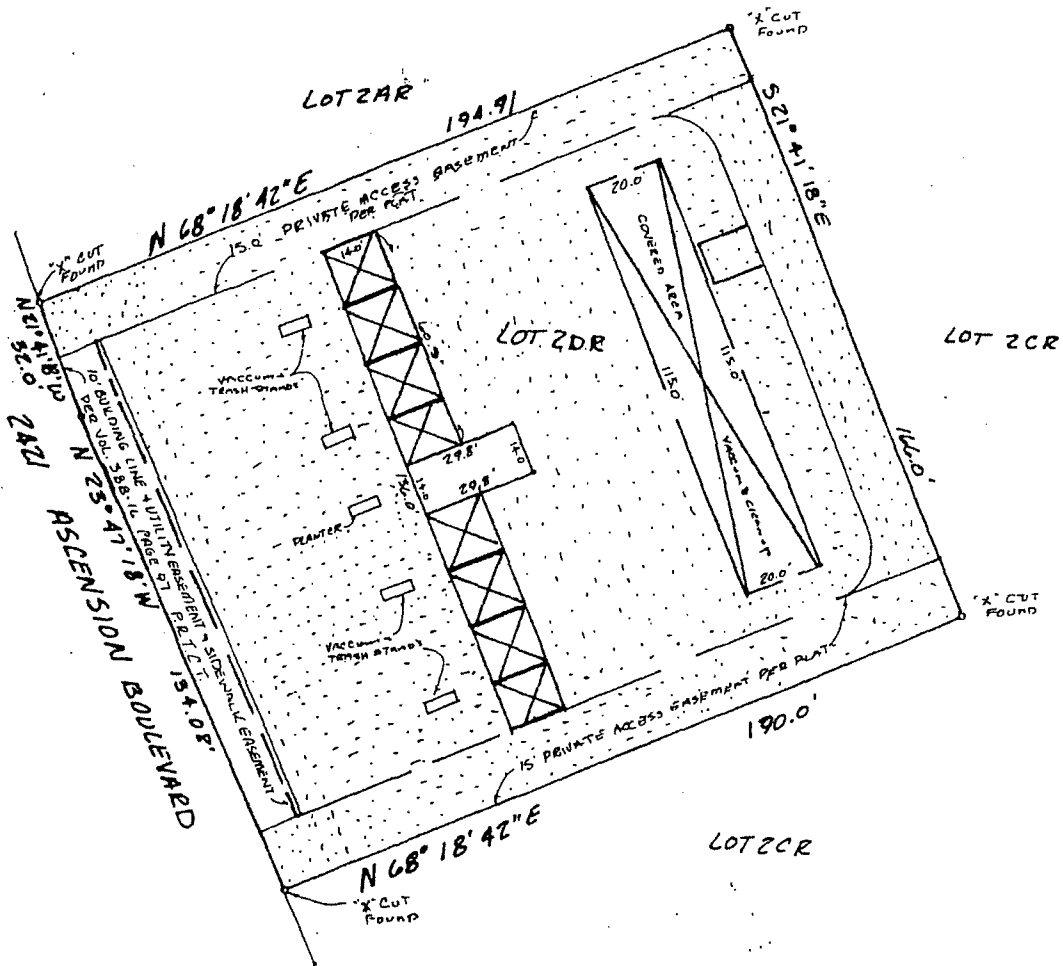 "X" CUT
FOUND
LOT 2AR
194.91
N 68° 18' 42" E
15.0 PRIVATE ACCESS EASEMENT
PER PLAT
S 21° 41' 18" E
166.0'
"X" CUT
FOUND
14.0'
20.0
COVERED AREA
VACCUM &
115.0'
115.0'
20.0
LOT 2DR
LOT 2CR
VACCUM &
TRASH STANDS
29.8'
14.0
29.8
14.0
136.0'
PLANTER
VACCUM &
TRASH STANDS
N 21° 41' 18" W
32.0
10' BUILDING LINE & UTILITY EASEMENT & SIDEWALK EASEMENT
PER VOL. 388-16 PAGE 97 P.R.T.C.T.
N 23° 47' 18" W
134.08'
2421 ASCENSION BOULEVARD
"X" CUT
FOUND
15' PRIVATE ACCESS EASEMENT PER PLAT
190.0'
N 68° 18' 42" E
LOT 2CR
"X" CUT
FOUND